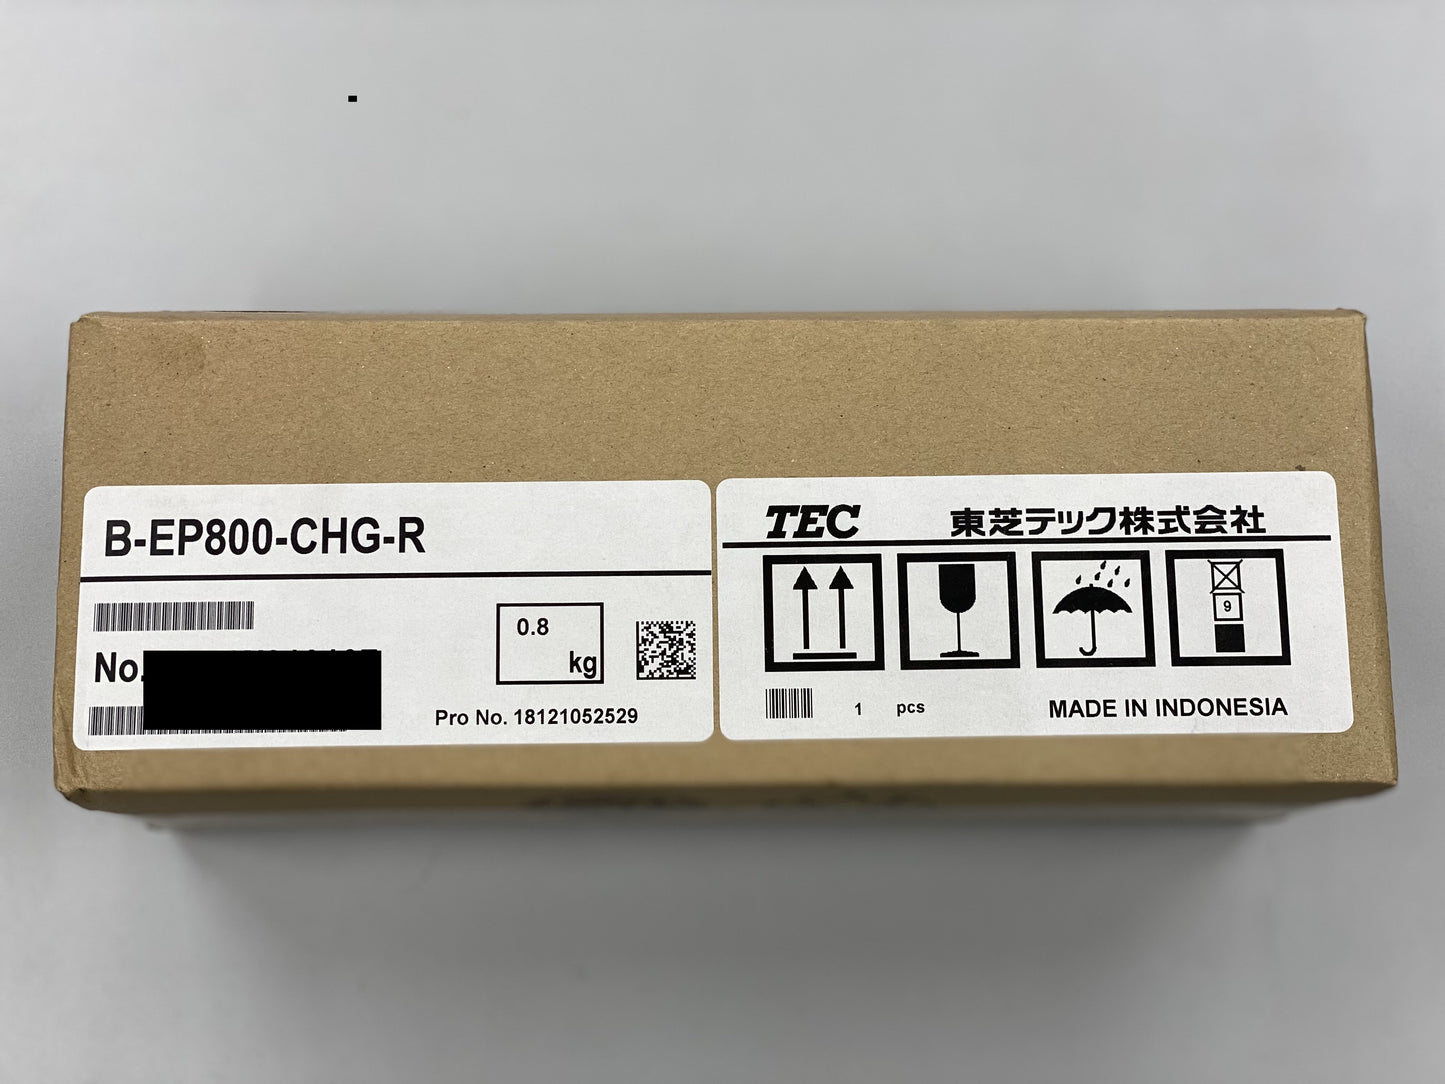 B-EP800-CHG-R
0.8
kg
No.
Pro No. 18121052529
TEC 東芝テック株式会社
9
1 pcs
MADE IN INDONESIA